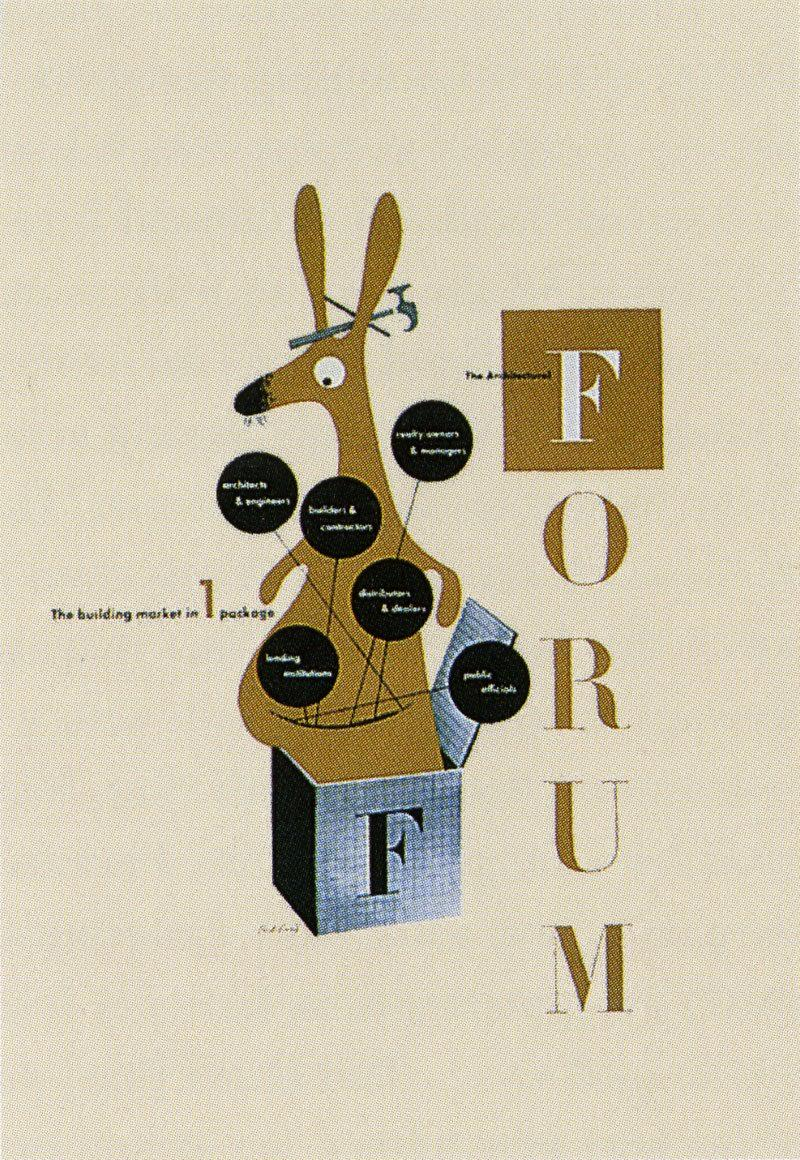 The Architectural
F
O
R
U
M
realty owners
& managers
architects
& engineers
builders &
contractors
distributors
& dealers
The building market in 1 package
lending
institutions
public
officials
F